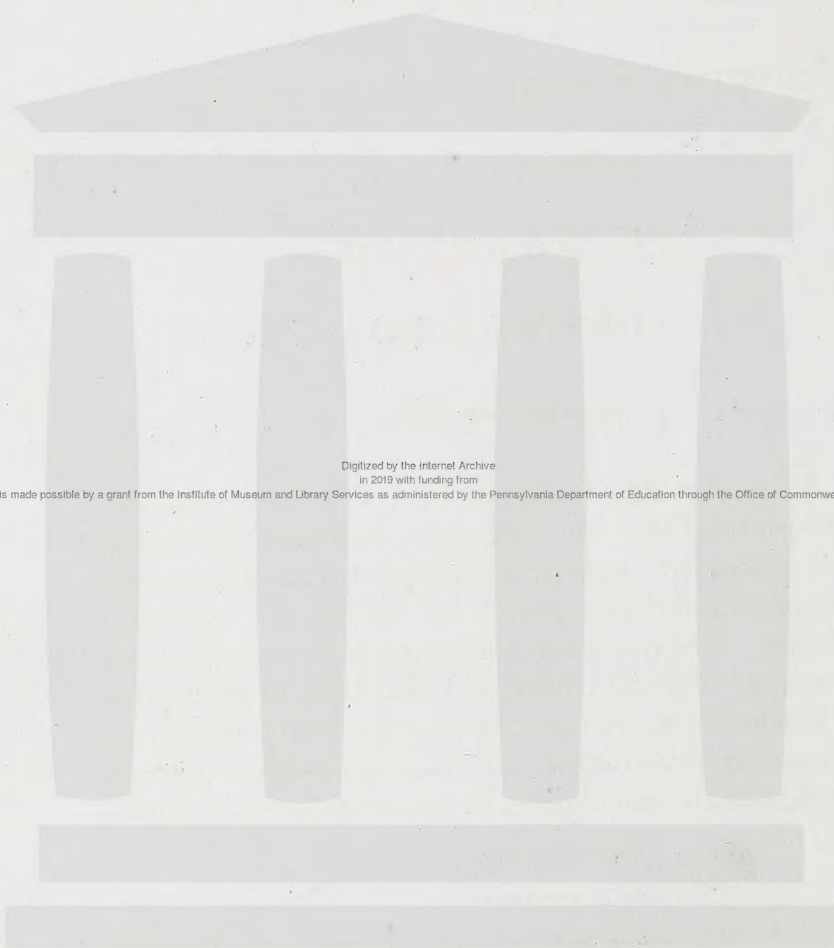 Digitized by the Internet Archive
in 2019 with funding from
is made possible by a grant from the Institute of Museum and Library Services as administered by the Pennsylvania Department of Education through the Office of